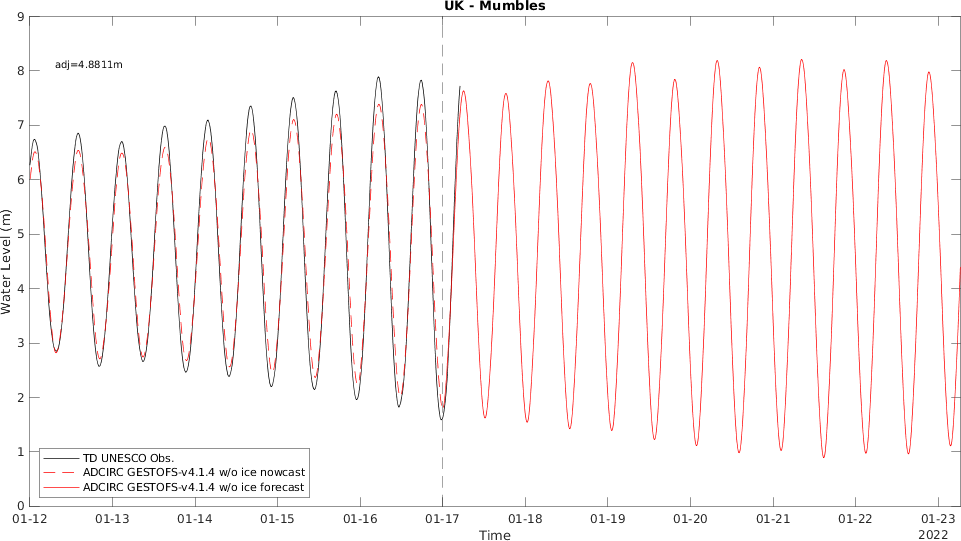 UK - Mumbles
9
8
7
6
5
4
3
2
1
0
Water Level (m)
adj=4.8811m
TD UNESCO Obs.
ADCIRC GESTOFS-v4.1.4 w/o ice nowcast
ADCIRC GESTOFS-v4.1.4 w/o ice forecast
01-12 01-13 01-14 01-15 01-16 01-17 01-18 01-19 01-20 01-21 01-22 01-23
Time
2022